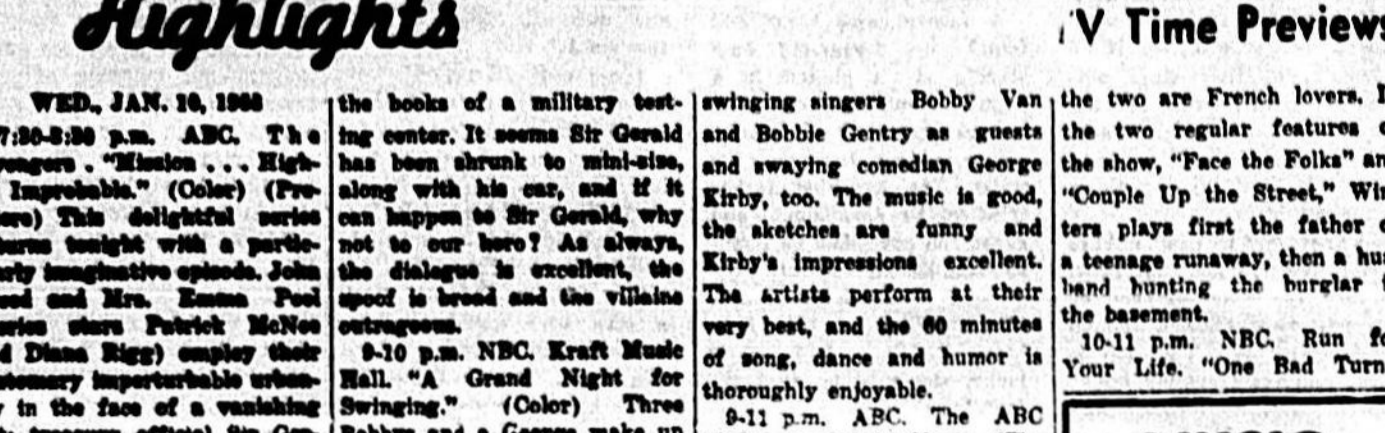 Highlights
V Time Previews
WED., JAN. 10, 1968
7:30-8:30 p.m. ABC. The
. "Mission . . . High-
Improbable." (Color) (Pre-
This delightful series
tonight with a partic-
imaginative episode. John
and Mrs. Emma Peel
stars Patrick McNee
Diana Rigg) employ their
imperturbable urban-
in the face of a vanishing
the books of a military test-
ing center. It seems Sir Gerald
has been shrunk to mini-size,
along with his car, and if it
can happen to Sir Gerald, why
not to our hero? As always,
the dialogue is excellent, the
spoof is broad and the villains
outrageous.
9-10 p.m. NBC. Kraft Music
Hall. "A Grand Night for
Swinging." (Color) Three
Bobbys and a George make up
swinging singers Bobby Van
and Bobbie Gentry as guests
and swaying comedian George
Kirby, too. The music is good,
the sketches are funny and
Kirby's impressions excellent.
The artists perform at their
very best, and the 60 minutes
of song, dance and humor is
thoroughly enjoyable.
9-11 p.m. ABC. The ABC
the two are French lovers. I
the two regular features
the show, "Face the Folks" an
"Couple Up the Street," Win
ters plays first the father
a teenage runaway, then a hus
band hunting the burglar
the basement.
10-11 p.m. NBC. Run fo
Your Life. "One Bad Turn